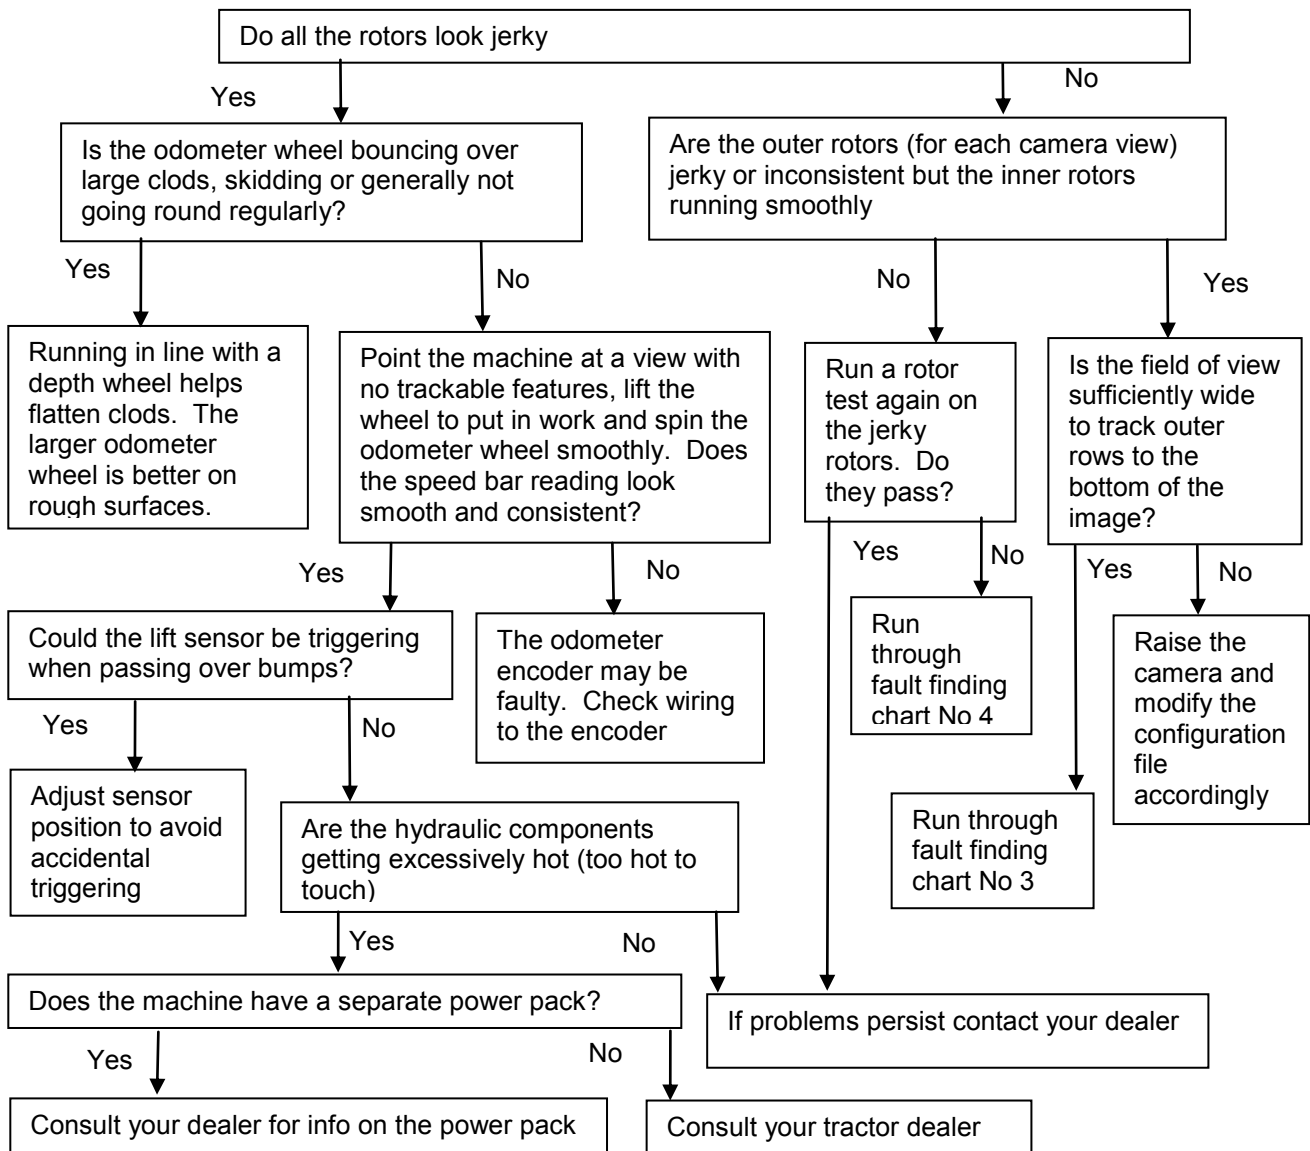 Do all the rotors look jerky
Yes
No
Is the odometer wheel bouncing over
large clods, skidding or generally not
going round regularly?
Are the outer rotors (for each camera view)
jerky or inconsistent but the inner rotors
running smoothly
Yes
No
No
Yes
Running in line with a
depth wheel helps
flatten clods.  The
larger odometer
wheel is better on
rough surfaces.
Point the machine at a view with
no trackable features, lift the
wheel to put in work and spin the
odometer wheel smoothly.  Does
the speed bar reading look
smooth and consistent?
Run a rotor
test again on
the jerky
rotors.  Do
they pass?
Is the field of view
sufficiently wide
to track outer
rows to the
bottom of the
image?
Yes
No
Yes
No
Yes
No
Could the lift sensor be triggering
when passing over bumps?
The odometer
encoder may be
faulty.  Check wiring
to the encoder
Run
through
fault finding
chart No 4
Raise the
camera and
modify the
configuration
file
accordingly
Yes
No
Adjust sensor
position to avoid
accidental
triggering
Are the hydraulic components
getting excessively hot (too hot to
touch)
Run through
fault finding
chart No 3
Yes
No
Does the machine have a separate power pack?
If problems persist contact your dealer
Yes
No
Consult your dealer for info on the power pack
Consult your tractor dealer